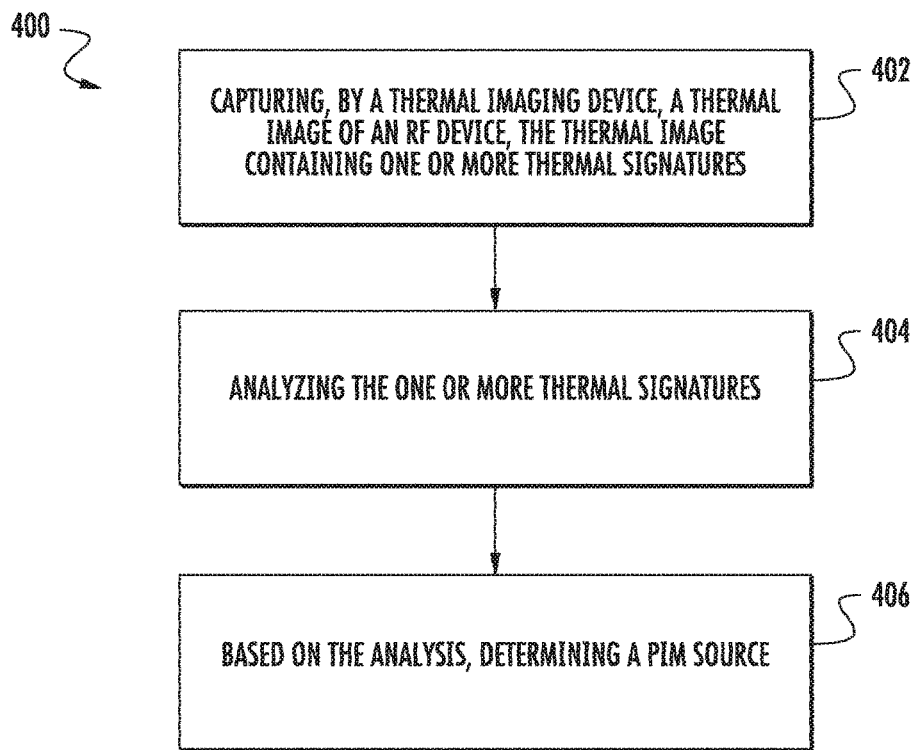 400
402
CAPTURING, BY A THERMAL IMAGING DEVICE, A THERMAL
IMAGE OF AN RF DEVICE, THE THERMAL IMAGE
CONTAINING ONE OR MORE THERMAL SIGNATURES
404
ANALYZING THE ONE OR MORE THERMAL SIGNATURES
406
BASED ON THE ANALYSIS, DETERMINING A PIM SOURCE